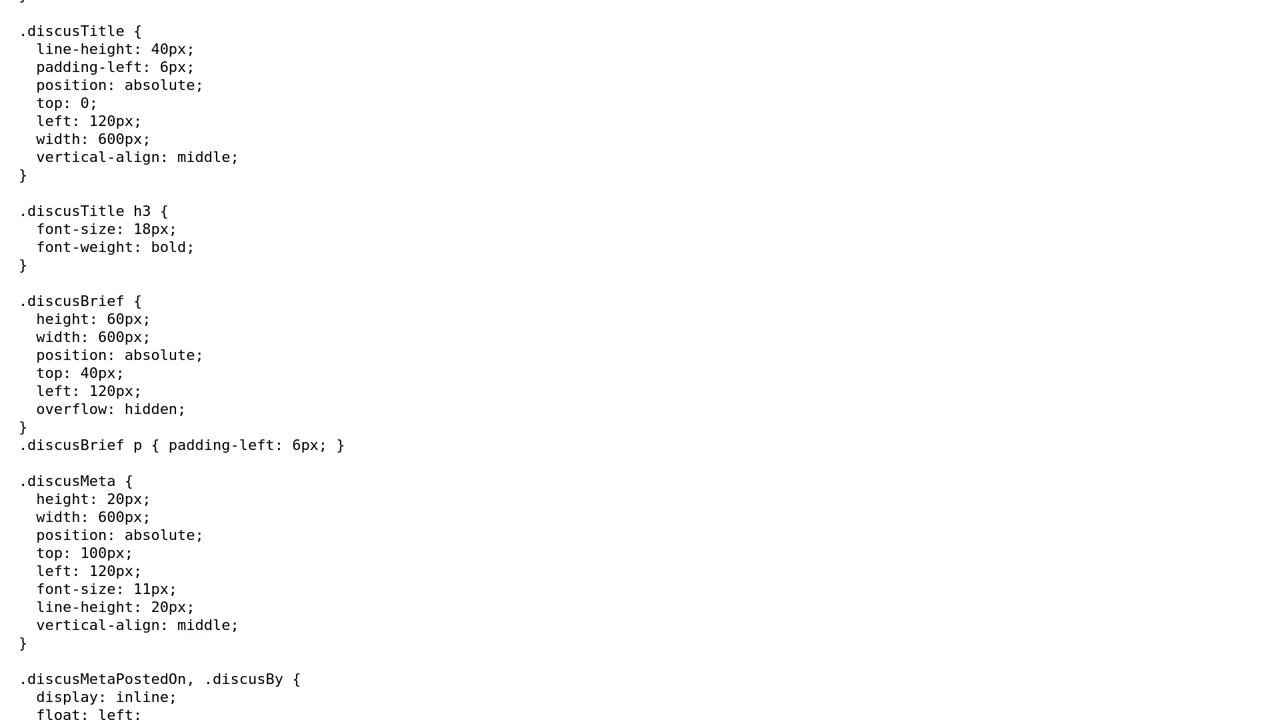 }
.discusTitle {
  line-height: 40px;
  padding-left: 6px;
  position: absolute;
  top: 0;
  left: 120px;
  width: 600px;
  vertical-align: middle;
}
.discusTitle h3 {
  font-size: 18px;
  font-weight: bold;
}
.discusBrief {
  height: 60px;
  width: 600px;
  position: absolute;
  top: 40px;
  left: 120px;
  overflow: hidden;
}
.discusBrief p { padding-left: 6px; }
.discusMeta {
  height: 20px;
  width: 600px;
  position: absolute;
  top: 100px;
  left: 120px;
  font-size: 11px;
  line-height: 20px;
  vertical-align: middle;
}
.discusMetaPostedOn, .discusBy {
  display: inline;
  float: left;